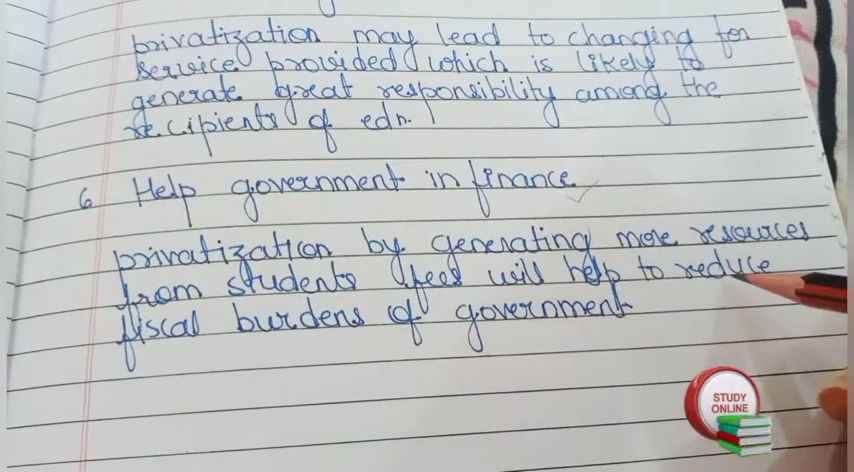 privatization may lead to changing for
service provided which is likely to
generate great responsibility among the
recipients of edn.
6 Help government in finance
privatization by generating more resources
from students fees will help to reduce
fiscal burdens of government
STUDY
ONLINE